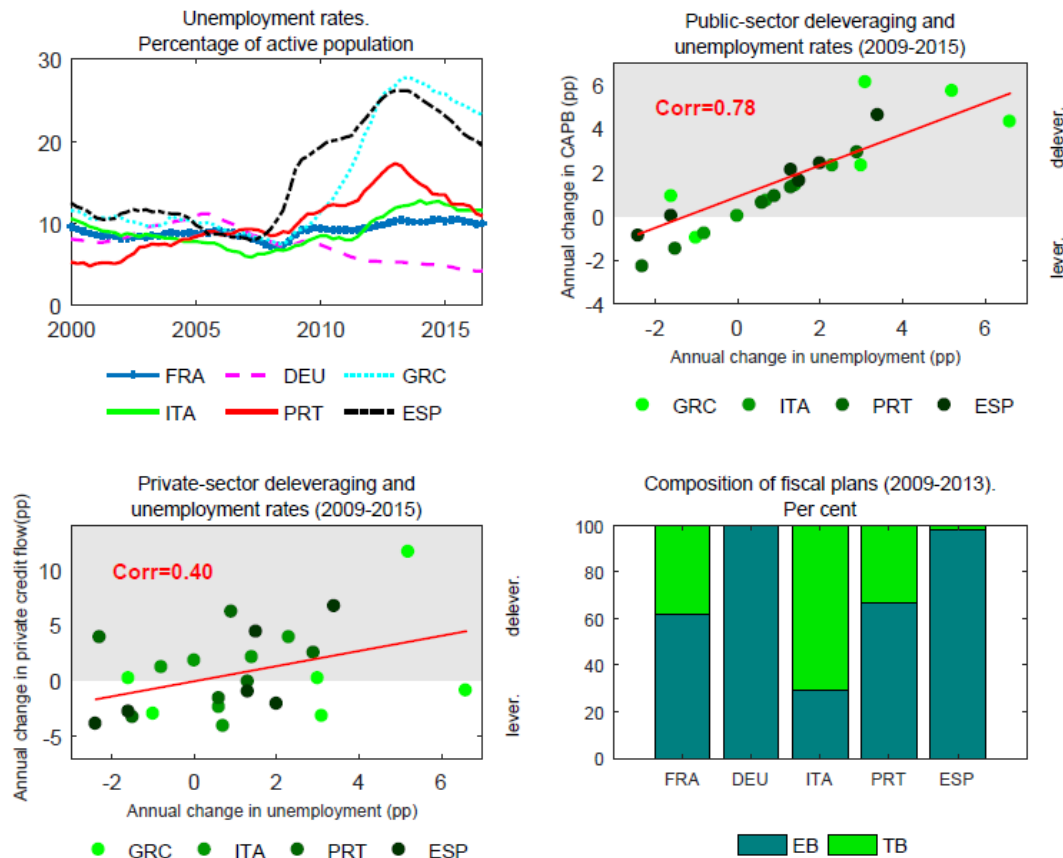 Unemployment rates.
Percentage of active population
30
20
10
0
2000 2005 2010 2015
FRA DEU GRC
ITA PRT ESP
Public-sector deleveraging and
unemployment rates (2009-2015)
Annual change in CAPB (pp)
6
4
2
0
-2
-4
Corr=0.78
delever.
lever.
-2 0 2 4 6
Annual change in unemployment (pp)
GRC ITA PRT ESP
Private-sector deleveraging and
unemployment rates (2009-2015)
Annual change in private credit flow(pp)
10
5
0
-5
Corr=0.40
delever.
lever.
-2 0 2 4 6
Annual change in unemployment (pp)
GRC ITA PRT ESP
Composition of fiscal plans (2009-2013).
Per cent
100
80
60
40
20
0
FRA DEU ITA PRT ESP
EB TB